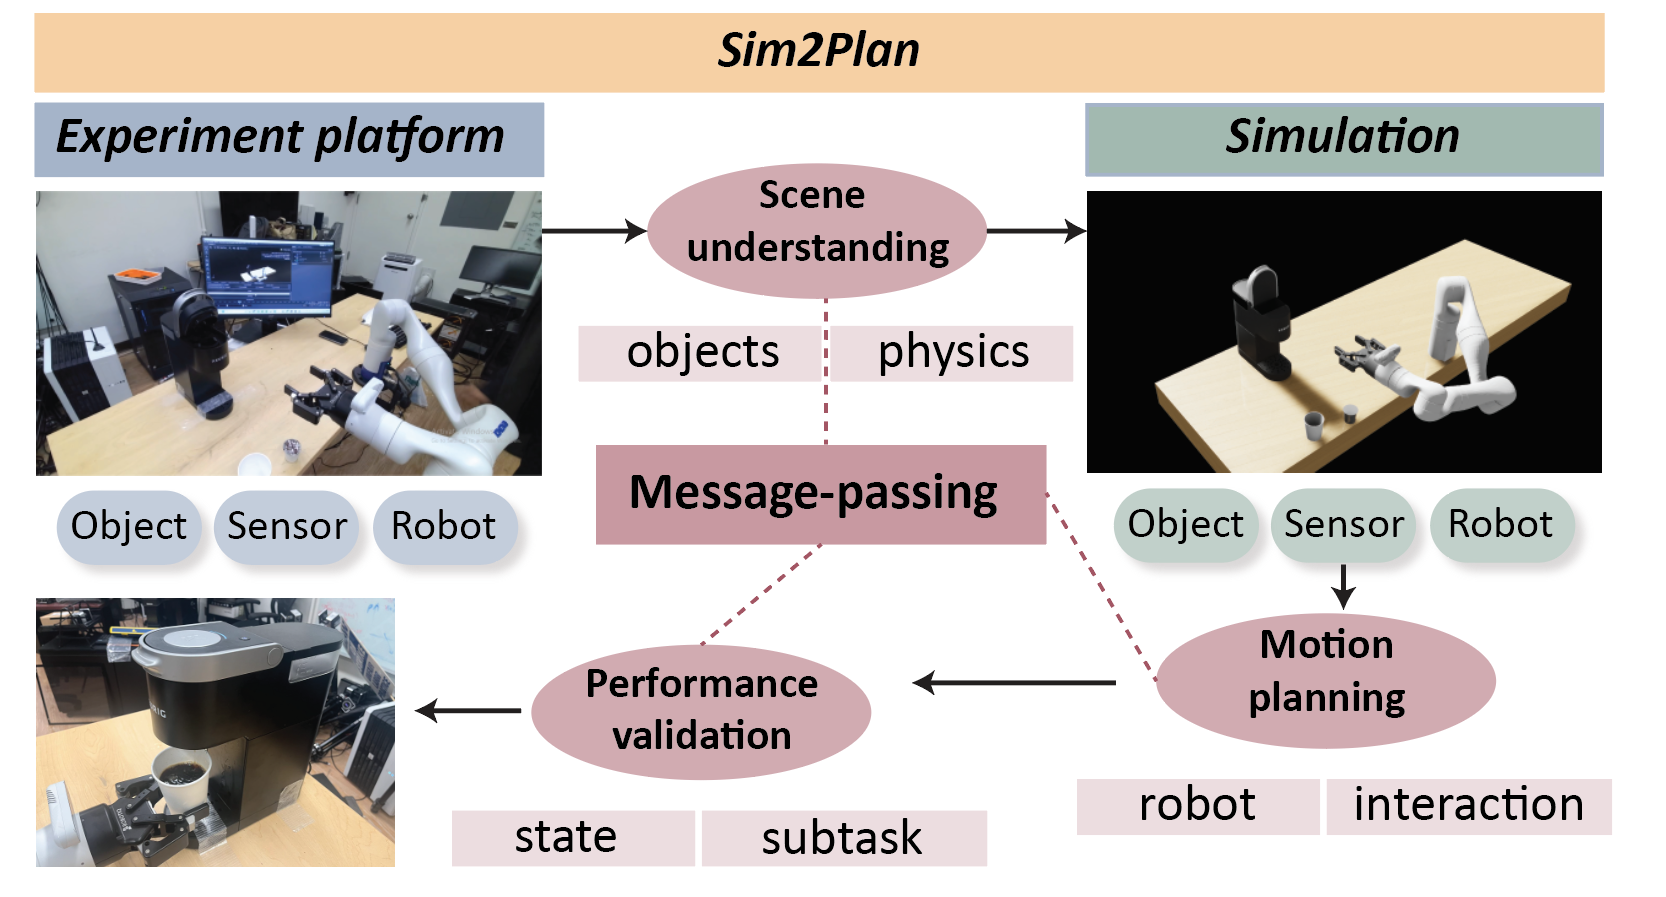 Sim2Plan
Experiment platform
Simulation
Scene
understanding
objects
physics
Message-passing
Object
Sensor
Robot
Object
Sensor
Robot
Motion
planning
Performance
validation
robot
interaction
state
subtask